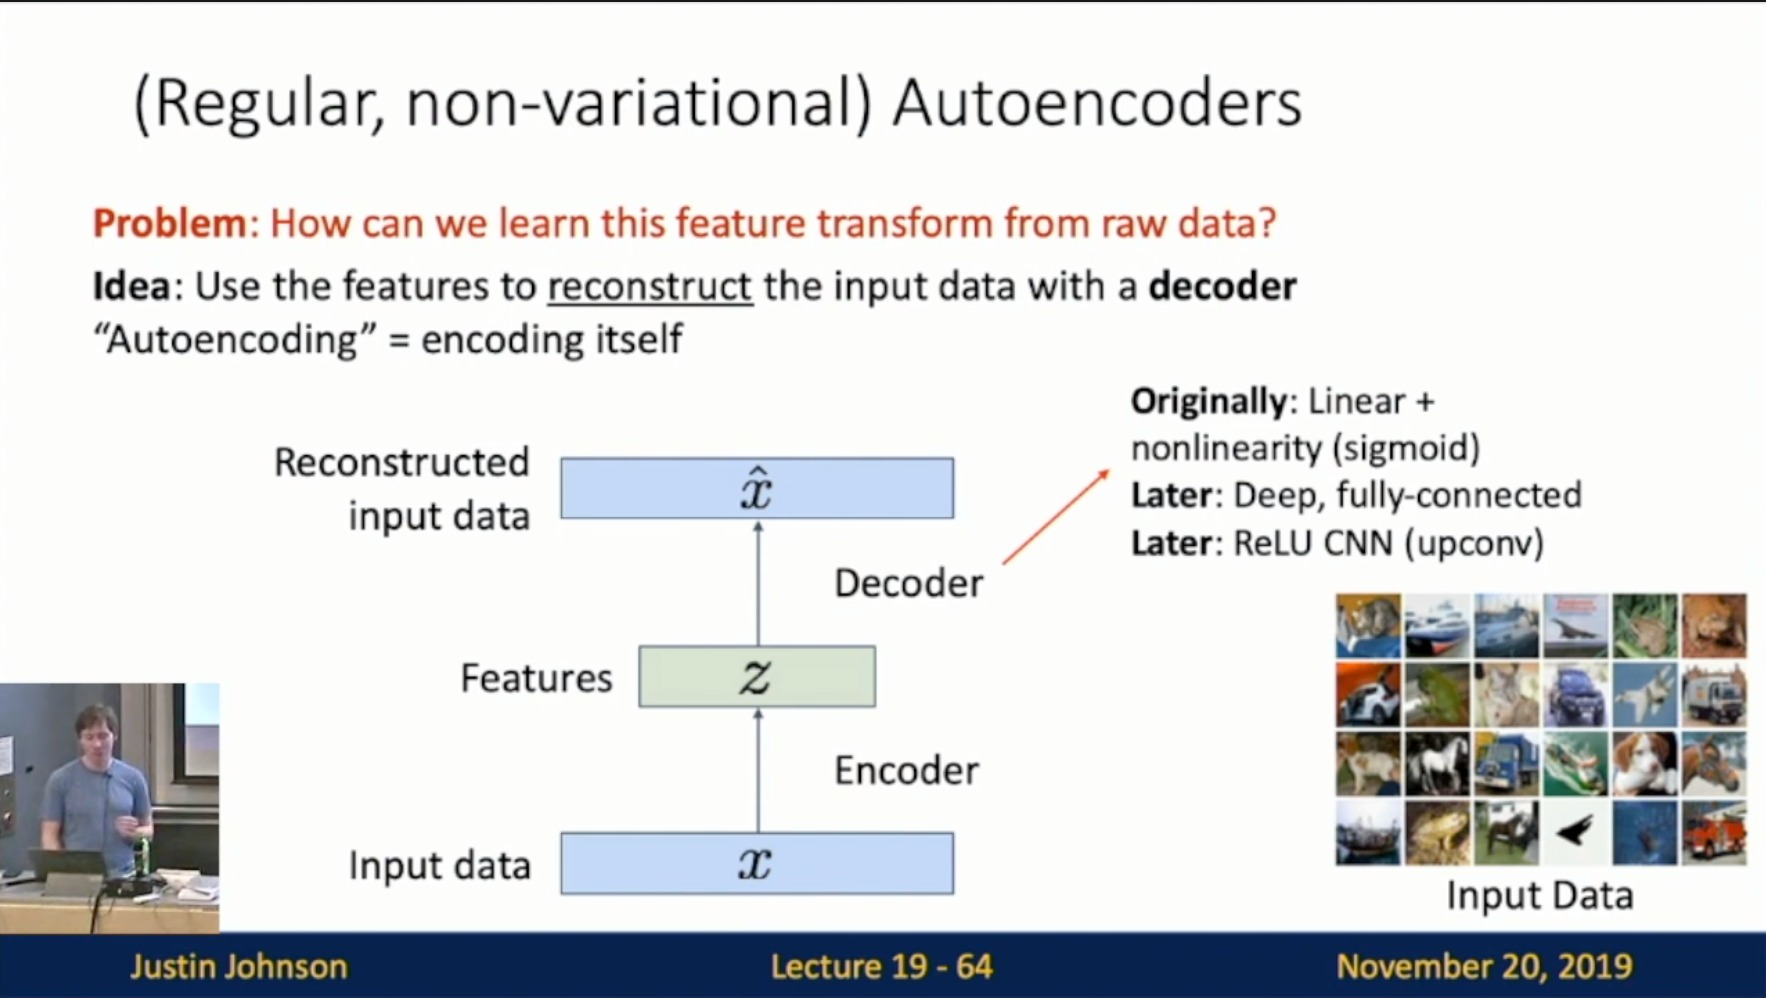 (Regular, non-variational) Autoencoders
Problem: How can we learn this feature transform from raw data?
Idea: Use the features to reconstruct the input data with a decoder
“Autoencoding” = encoding itself
Originally: Linear +
nonlinearity (sigmoid)
Later: Deep, fully-connected
Later: ReLU CNN (upconv)
Reconstructed
input data
x̂
Decoder
Features
z
Encoder
Input data
x
Input Data
Justin Johnson
Lecture 19 - 64
November 20, 2019